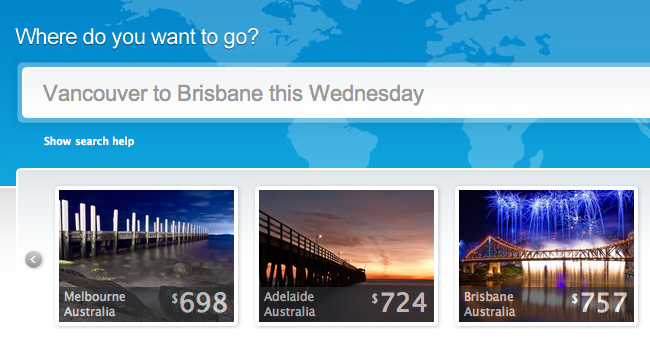 Where do you want to go?
Vancouver to Brisbane this Wednesday
Show search help
Melbourne
Australia
$698
Adelaide
Australia
$724
Brisbane
Australia
$757